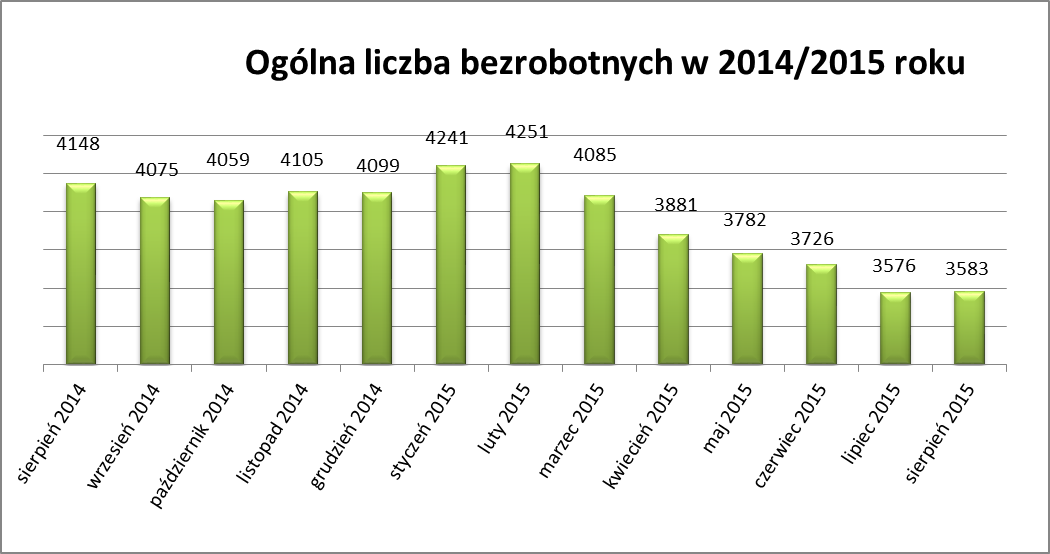 Ogólna liczba bezrobotnych w 2014/2015 roku
4148
4075
4059
4105
4099
4241
4251
4085
3881
3782
3726
3576
3583
sierpień 2014
wrzesień 2014
październik 2014
listopad 2014
grudzień 2014
styczeń 2015
luty 2015
marzec 2015
kwiecień 2015
maj 2015
czerwiec 2015
lipiec 2015
sierpień 2015